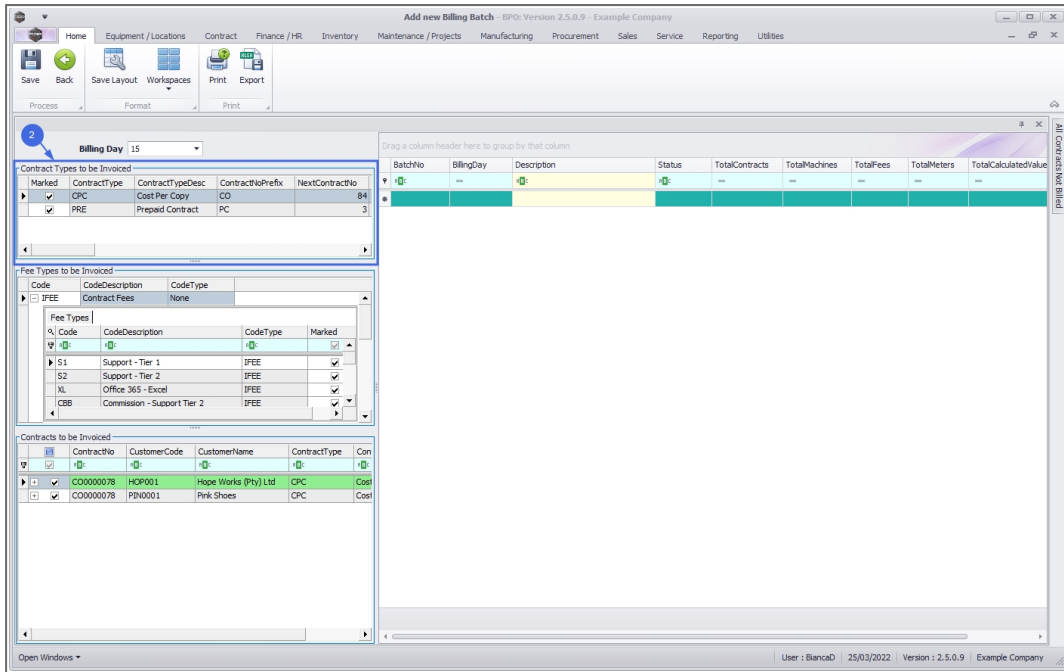 Add new Billing Batch - BPO: Version 2.5.0.9 - Example Company
Home Equipment / Locations Contract Finance / HR Inventory Maintenance / Projects Manufacturing Procurement Sales Service Reporting Utilities
Save Back Save Layout Workspaces Print Export
Process Format Print
2
Billing Day 15
Contract Types to be Invoiced
Marked ContractType ContractTypeDesc ContractNoPrefix NextContractNo
CPC Cost Per Copy CO 84
PRE Prepaid Contract PC 3
Fee Types to be Invoiced
Code CodeDescription CodeType
IFEE Contract Fees None
Fee Types
Code CodeDescription CodeType Marked
S1 Support - Tier 1 IFEE
S2 Support - Tier 2 IFEE
XL Office 365 - Excel IFEE
CBB Commission - Support Tier 2 IFEE
Contracts to be Invoiced
ContractNo CustomerCode CustomerName ContractType Con
CO0000078 HOP001 Hope Works (Pty) Ltd CPC Cost
CO0000078 PIN0001 Pink Shoes CPC Cost
Drag a column header here to group by that column
BatchNo BillingDay Description Status TotalContracts TotalMachines TotalFees TotalMeters TotalCalculatedValue
All Contracts Not Billed
Open Windows
User : BiancaD 25/03/2022 Version : 2.5.0.9 Example Company